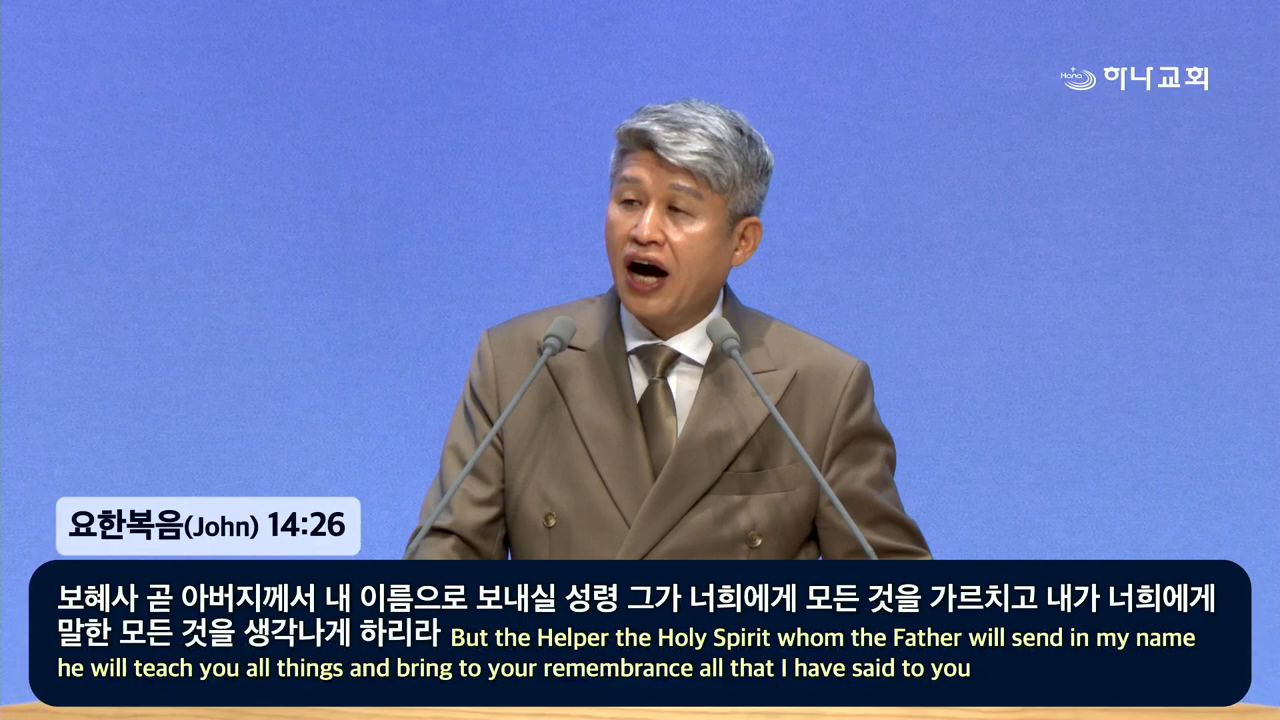 Hana 하나교회
요한복음(John) 14:26
보혜사 곧 아버지께서 내 이름으로 보내실 성령 그가 너희에게 모든 것을 가르치고 내가 너희에게
말한 모든 것을 생각나게 하리라 But the Helper the Holy Spirit whom the Father will send in my name
he will teach you all things and bring to your remembrance all that I have said to you